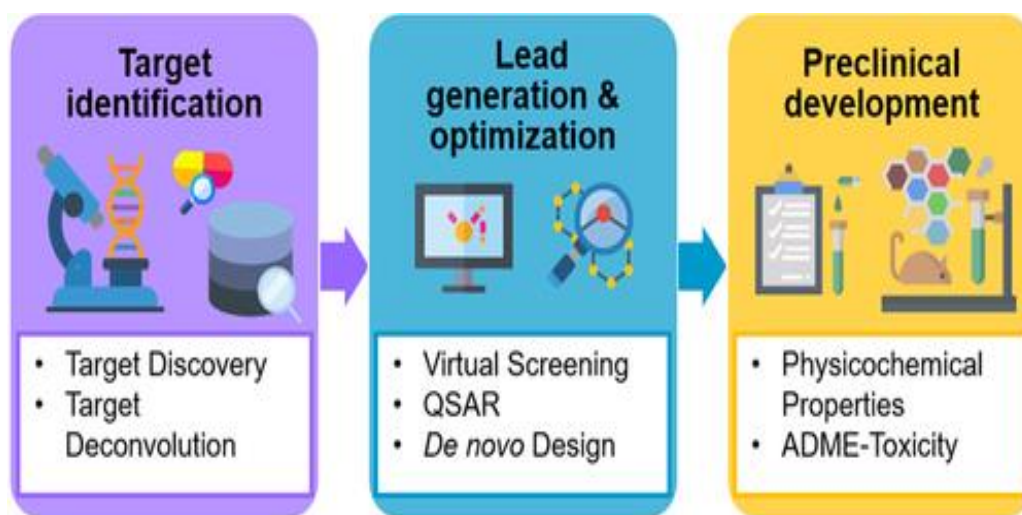 Target
identification
• Target Discovery
• Target
Deconvolution
Lead
generation &
optimization
• Virtual Screening
• QSAR
• De novo Design
Preclinical
development
• Physicochemical
Properties
• ADME-Toxicity